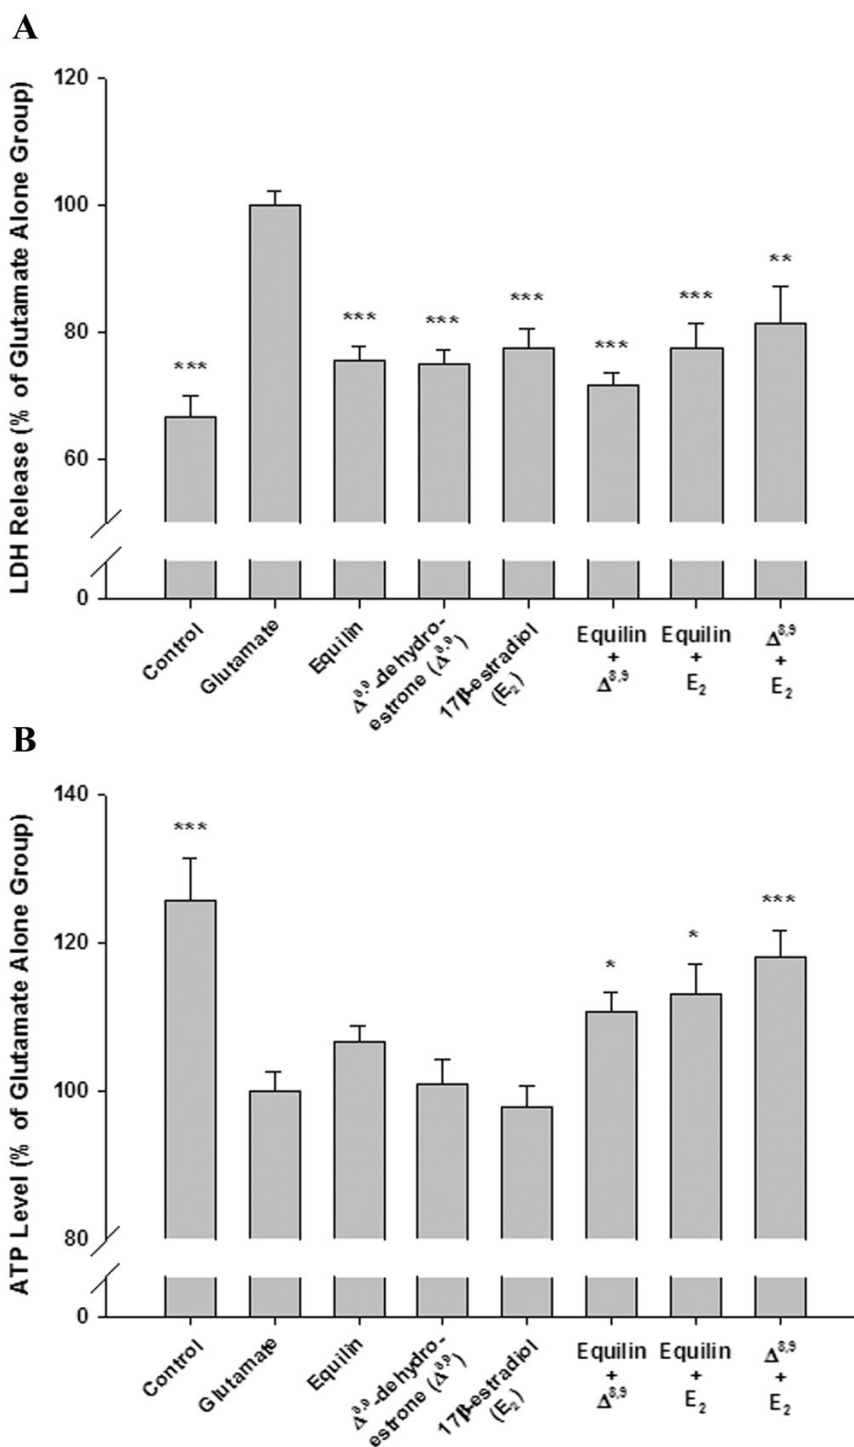 A
LDH Release (% of Glutamate Alone Group)
120
100
80
60
0
***
***
***
***
***
***
**
Control
Glutamate
Equilin
Δ8,9-dehydro-
estrone (Δ8,9)
17β-estradiol
(E2)
Equilin
+
Δ8,9
Equilin
+
E2
Δ8,9
+
E2
B
ATP Level (% of Glutamate Alone Group)
140
120
100
80
0
***
*
*
***
Control
Glutamate
Equilin
Δ8,9-dehydro-
estrone (Δ8,9)
17β-estradiol
(E2)
Equilin
+
Δ8,9
Equilin
+
E2
Δ8,9
+
E2